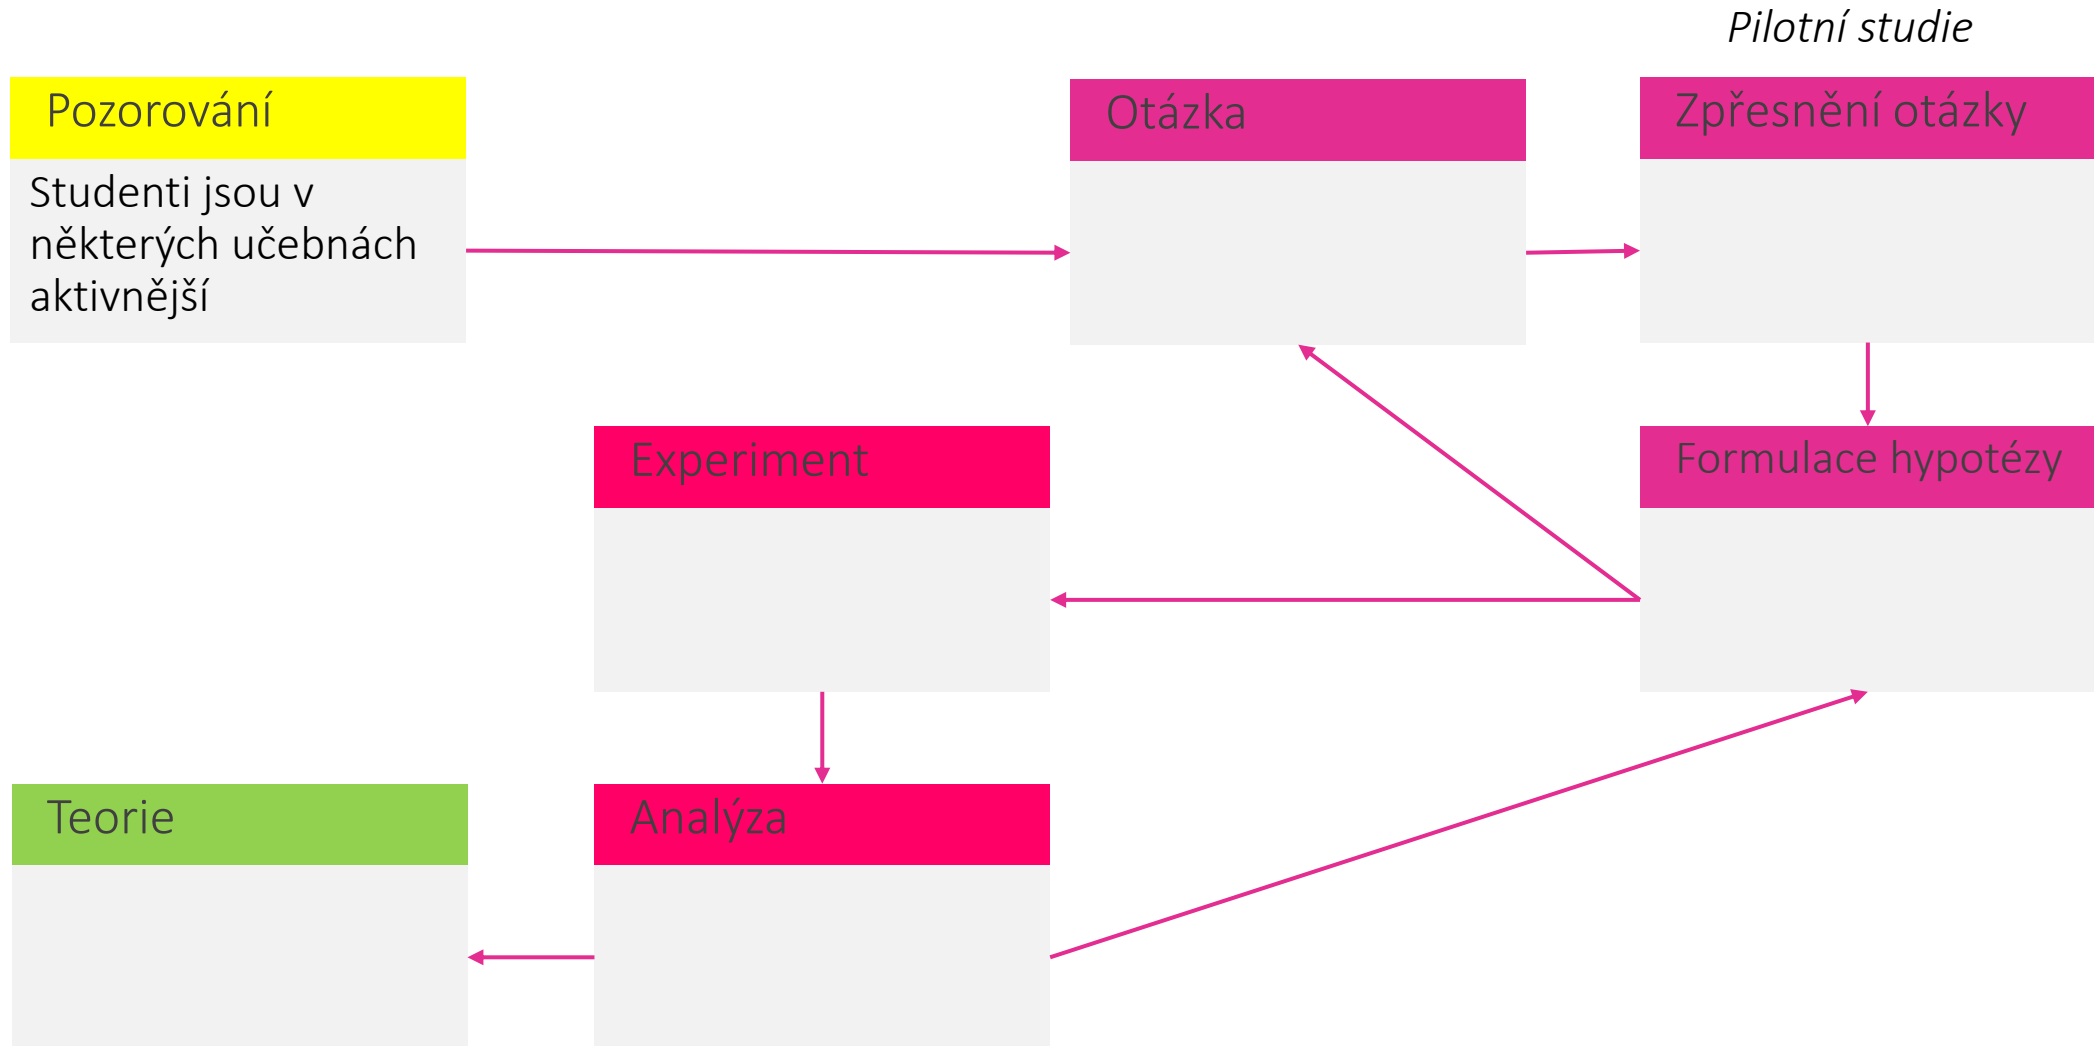 Pilotní studie
Pozorování
Studenti jsou v
některých učebnách
aktivnější
Otázka
Zpřesnění otázky
Experiment
Formulace hypotézy
Teorie
Analýza